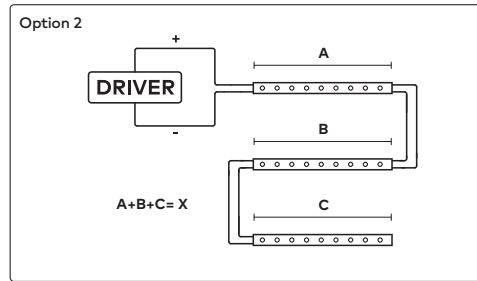 Option 2
+
A
DRIVER
-
B
A+B+C= X
C